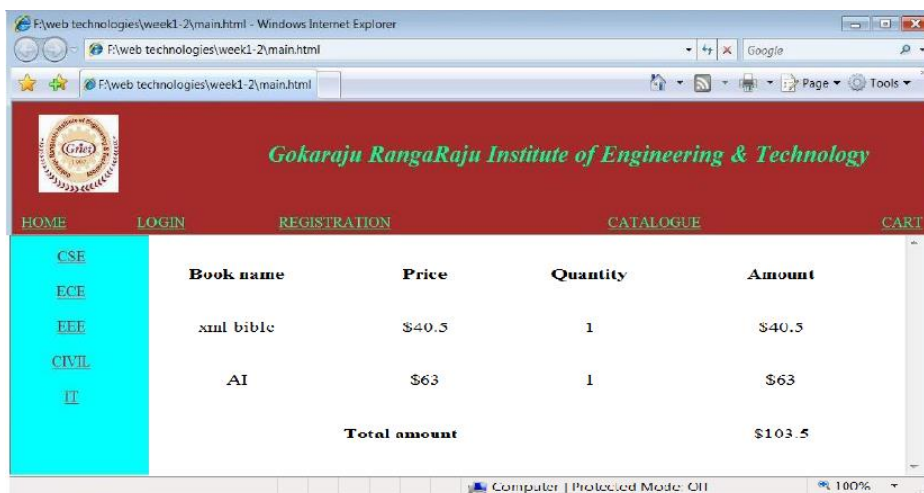 F:\web technologies\week1-2\main.html - Windows Internet Explorer
F:\web technologies\week1-2\main.html
Google
F:\web technologies\week1-2\main.html
Page
Tools
Griet
Gokaraju RangaRaju Institute of Engineering & Technology
HOME LOGIN REGISTRATION CATALOGUE CART
CSE
ECE
EEE
CIVIL
IT
Book name Price Quantity Amount
xml bible $40.5 1 $40.5
AI $63 1 $63
Total amount $103.5
Computer | Protected Mode: Off 100%